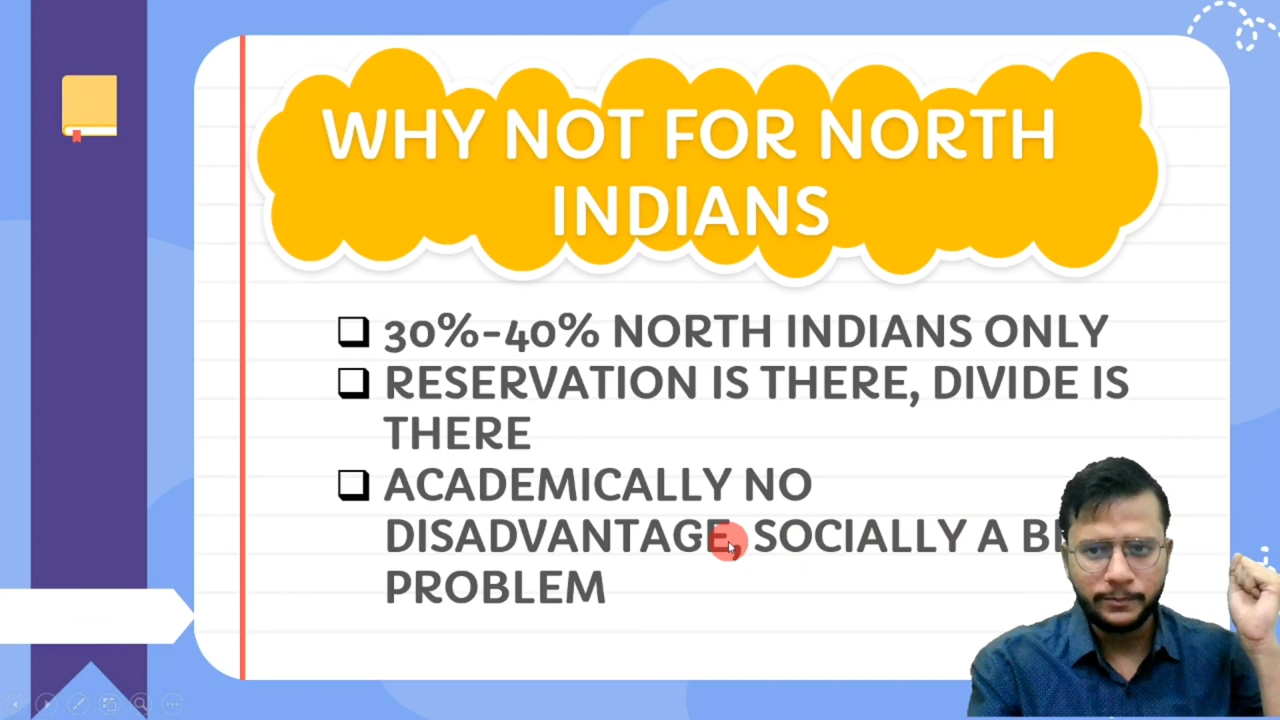 WHY NOT FOR NORTH
INDIANS
30%-40% NORTH INDIANS ONLY
RESERVATION IS THERE, DIVIDE IS
THERE
ACADEMICALLY NO
DISADVANTAGE, SOCIALLY A
PROBLEM